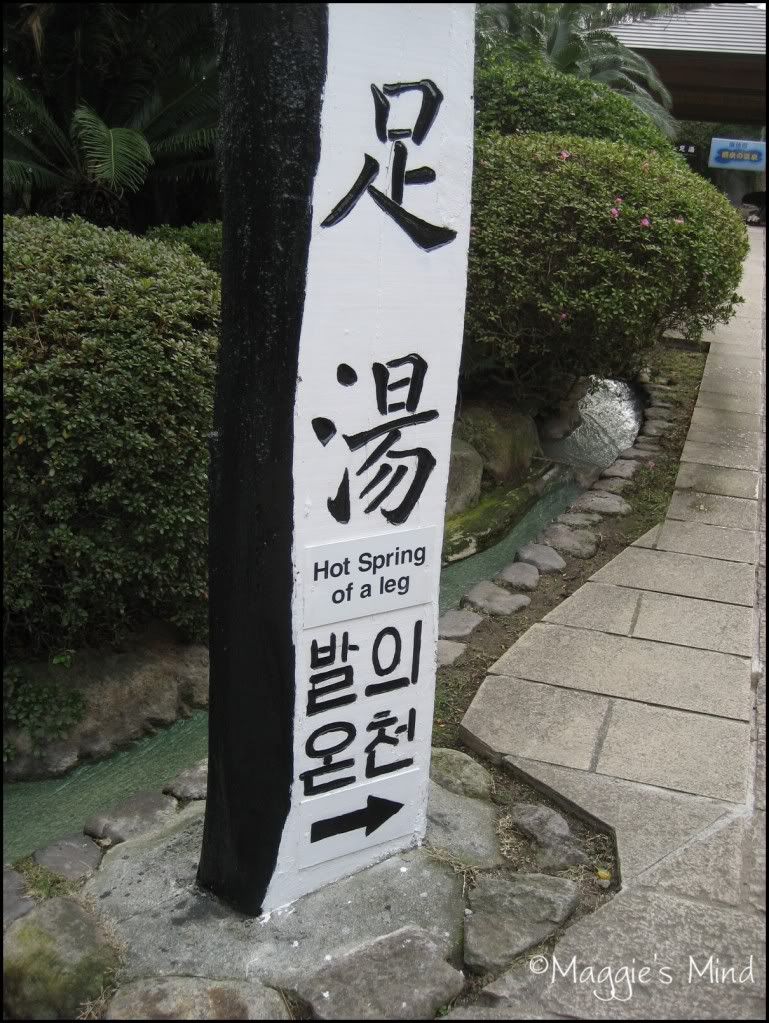 足
湯
Hot Spring
of a leg
발의
온천
©Maggie's Mind